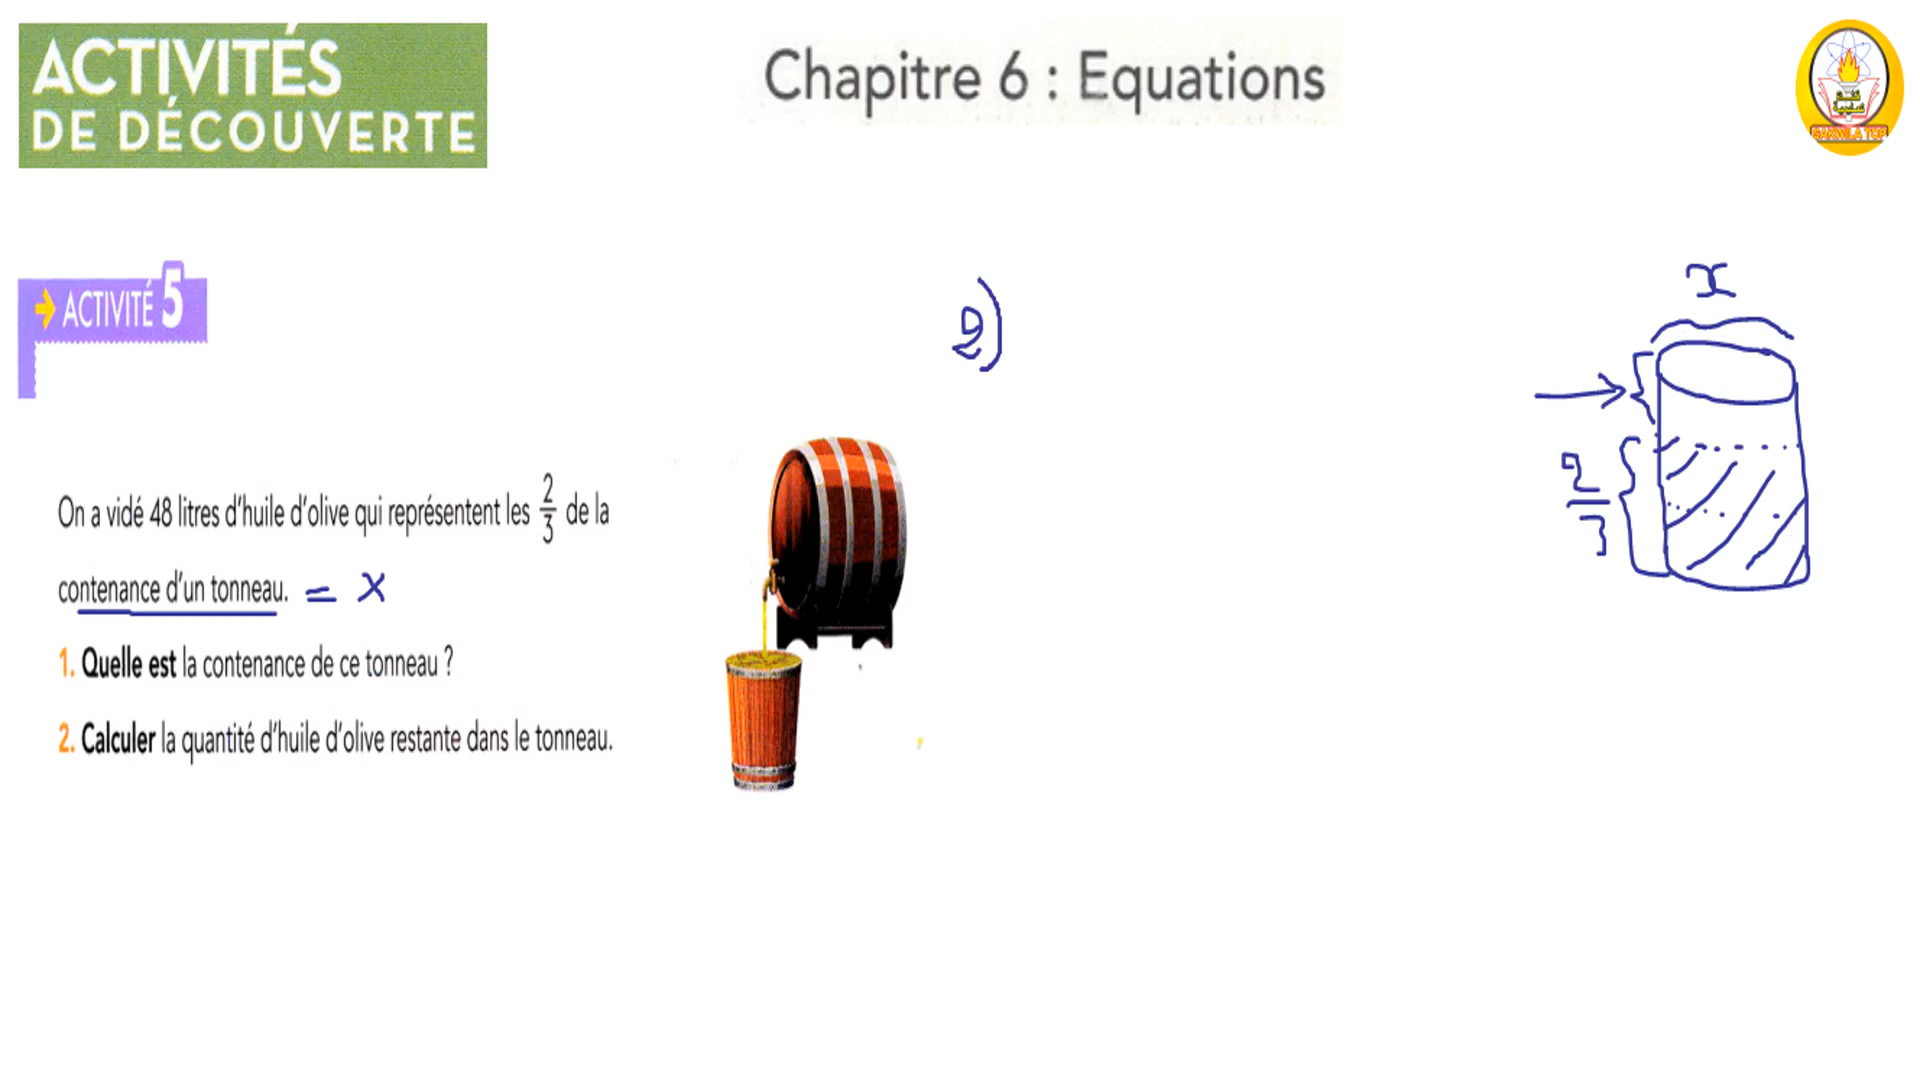 ACTIVITÉS
DE DÉCOUVERTE
Chapitre 6 : Equations
➔ ACTIVITÉ 5
2)
x
On a vidé 48 litres d'huile d'olive qui représentent les 2/3 de la
contenance d'un tonneau. = x
1. Quelle est la contenance de ce tonneau ?
2. Calculer la quantité d'huile d'olive restante dans le tonneau.
2/3